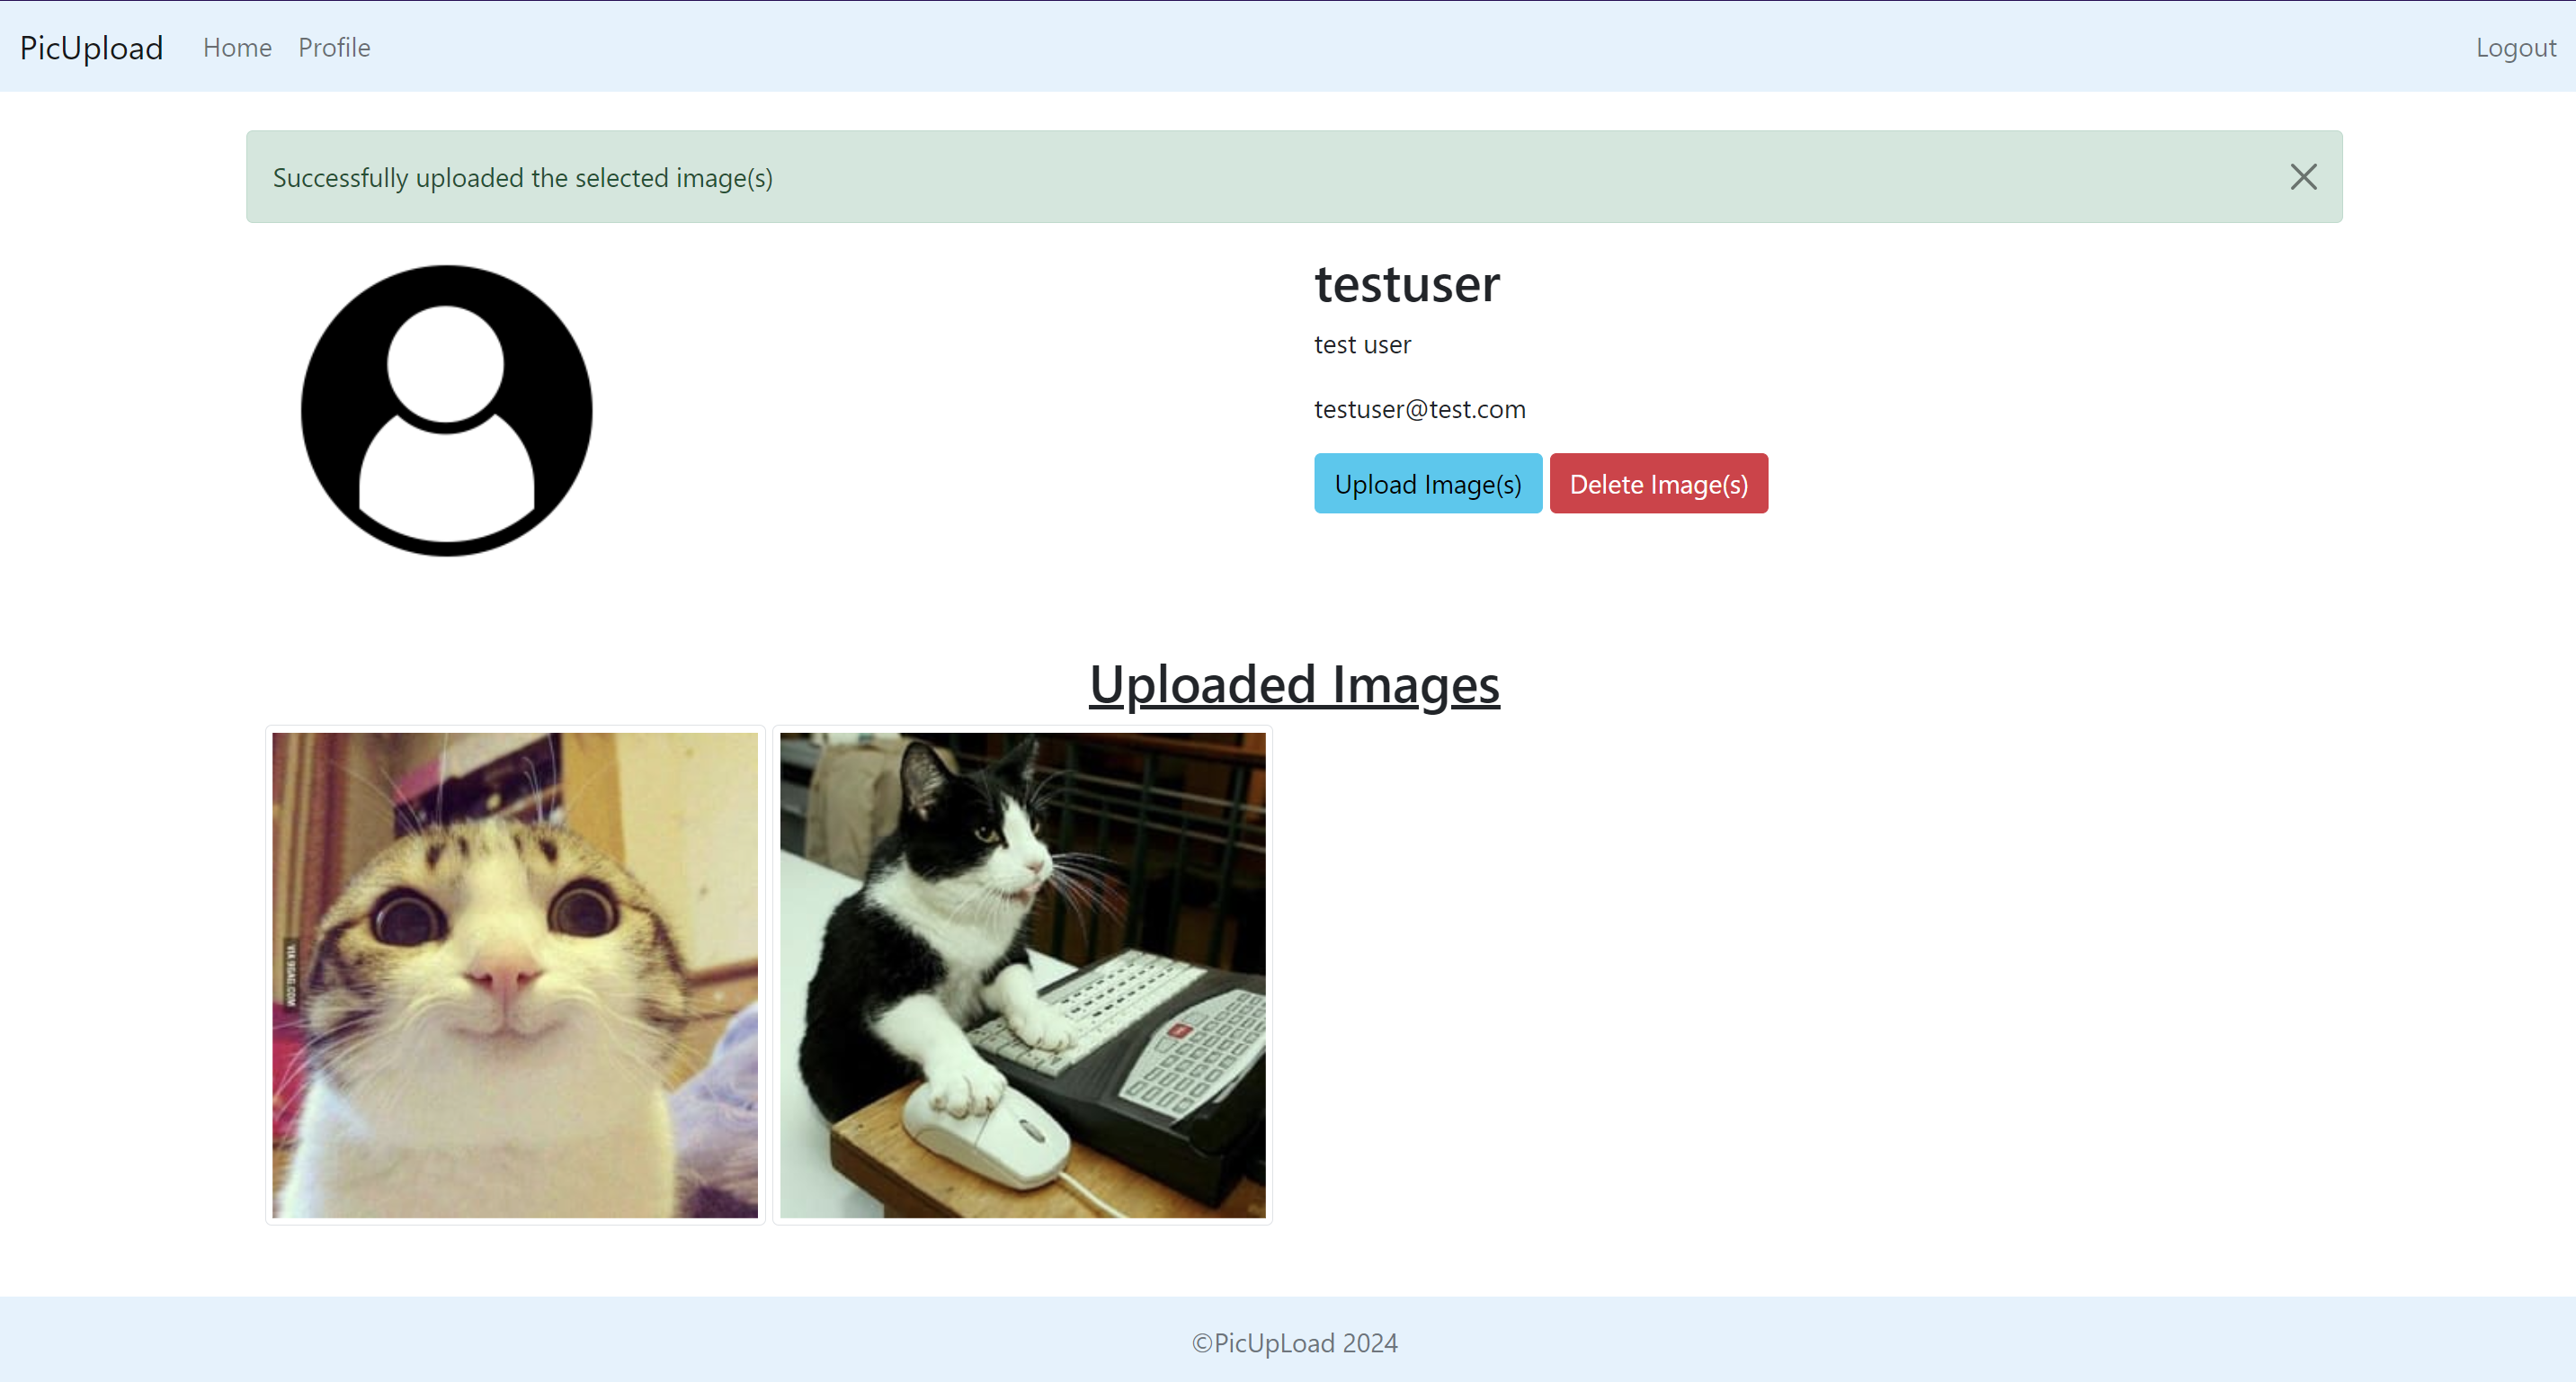 PicUpload Home Profile Logout
Successfully uploaded the selected image(s)
testuser
test user
testuser@test.com
Upload Image(s) Delete Image(s)
Uploaded Images
VIA 9GAG.COM
©PicUpLoad 2024